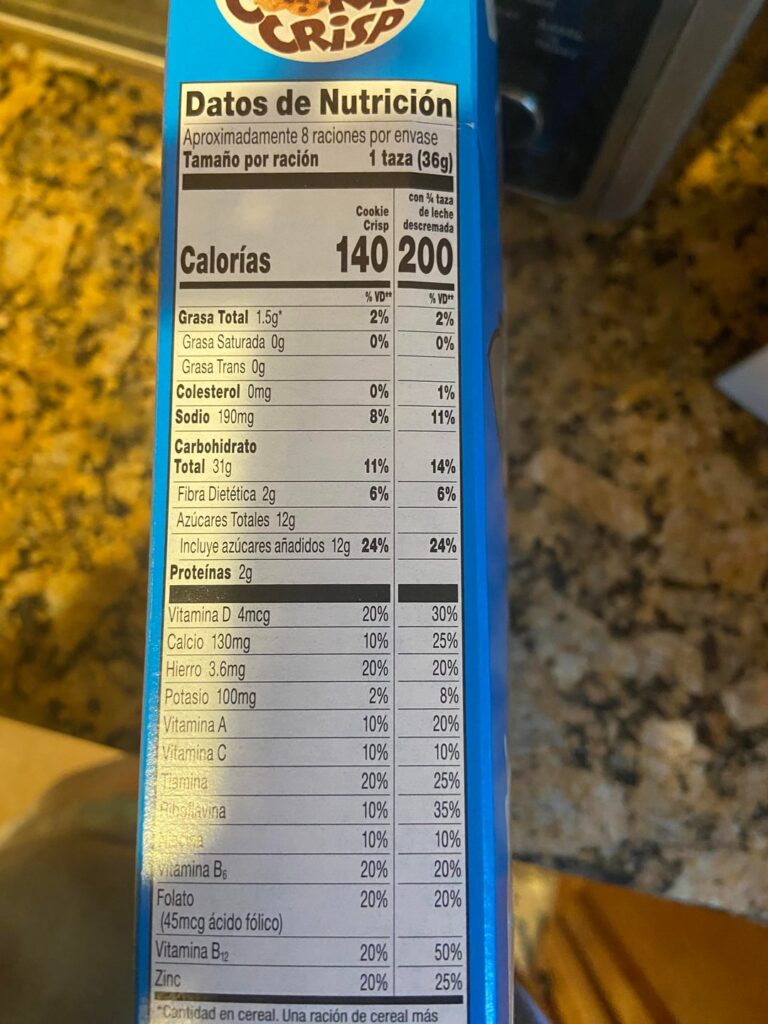 CRISP
Datos de Nutrición
Aproximadamente 8 raciones por envase
Tamaño por ración 1 taza (36g)
Cookie Crisp con ¾ taza de leche descremada
Calorías 140 200
% VD** % VD**
Grasa Total 1.5g* 2% 2%
Grasa Saturada 0g 0% 0%
Grasa Trans 0g
Colesterol 0mg 0% 1%
Sodio 190mg 8% 11%
Carbohidrato
Total 31g 11% 14%
Fibra Dietética 2g 6% 6%
Azúcares Totales 12g
Incluye azúcares añadidos 12g 24% 24%
Proteínas 2g
Vitamina D 4mcg 20% 30%
Calcio 130mg 10% 25%
Hierro 3.6mg 20% 20%
Potasio 100mg 2% 8%
Vitamina A 10% 20%
Vitamina C 10% 10%
Tiamina 20% 25%
Riboflavina 10% 35%
10% 10%
Vitamina B6 20% 20%
Folato 20% 20%
(45mcg ácido fólico)
Vitamina B12 20% 50%
Zinc 20% 25%
*Cantidad en cereal. Una ración de cereal más